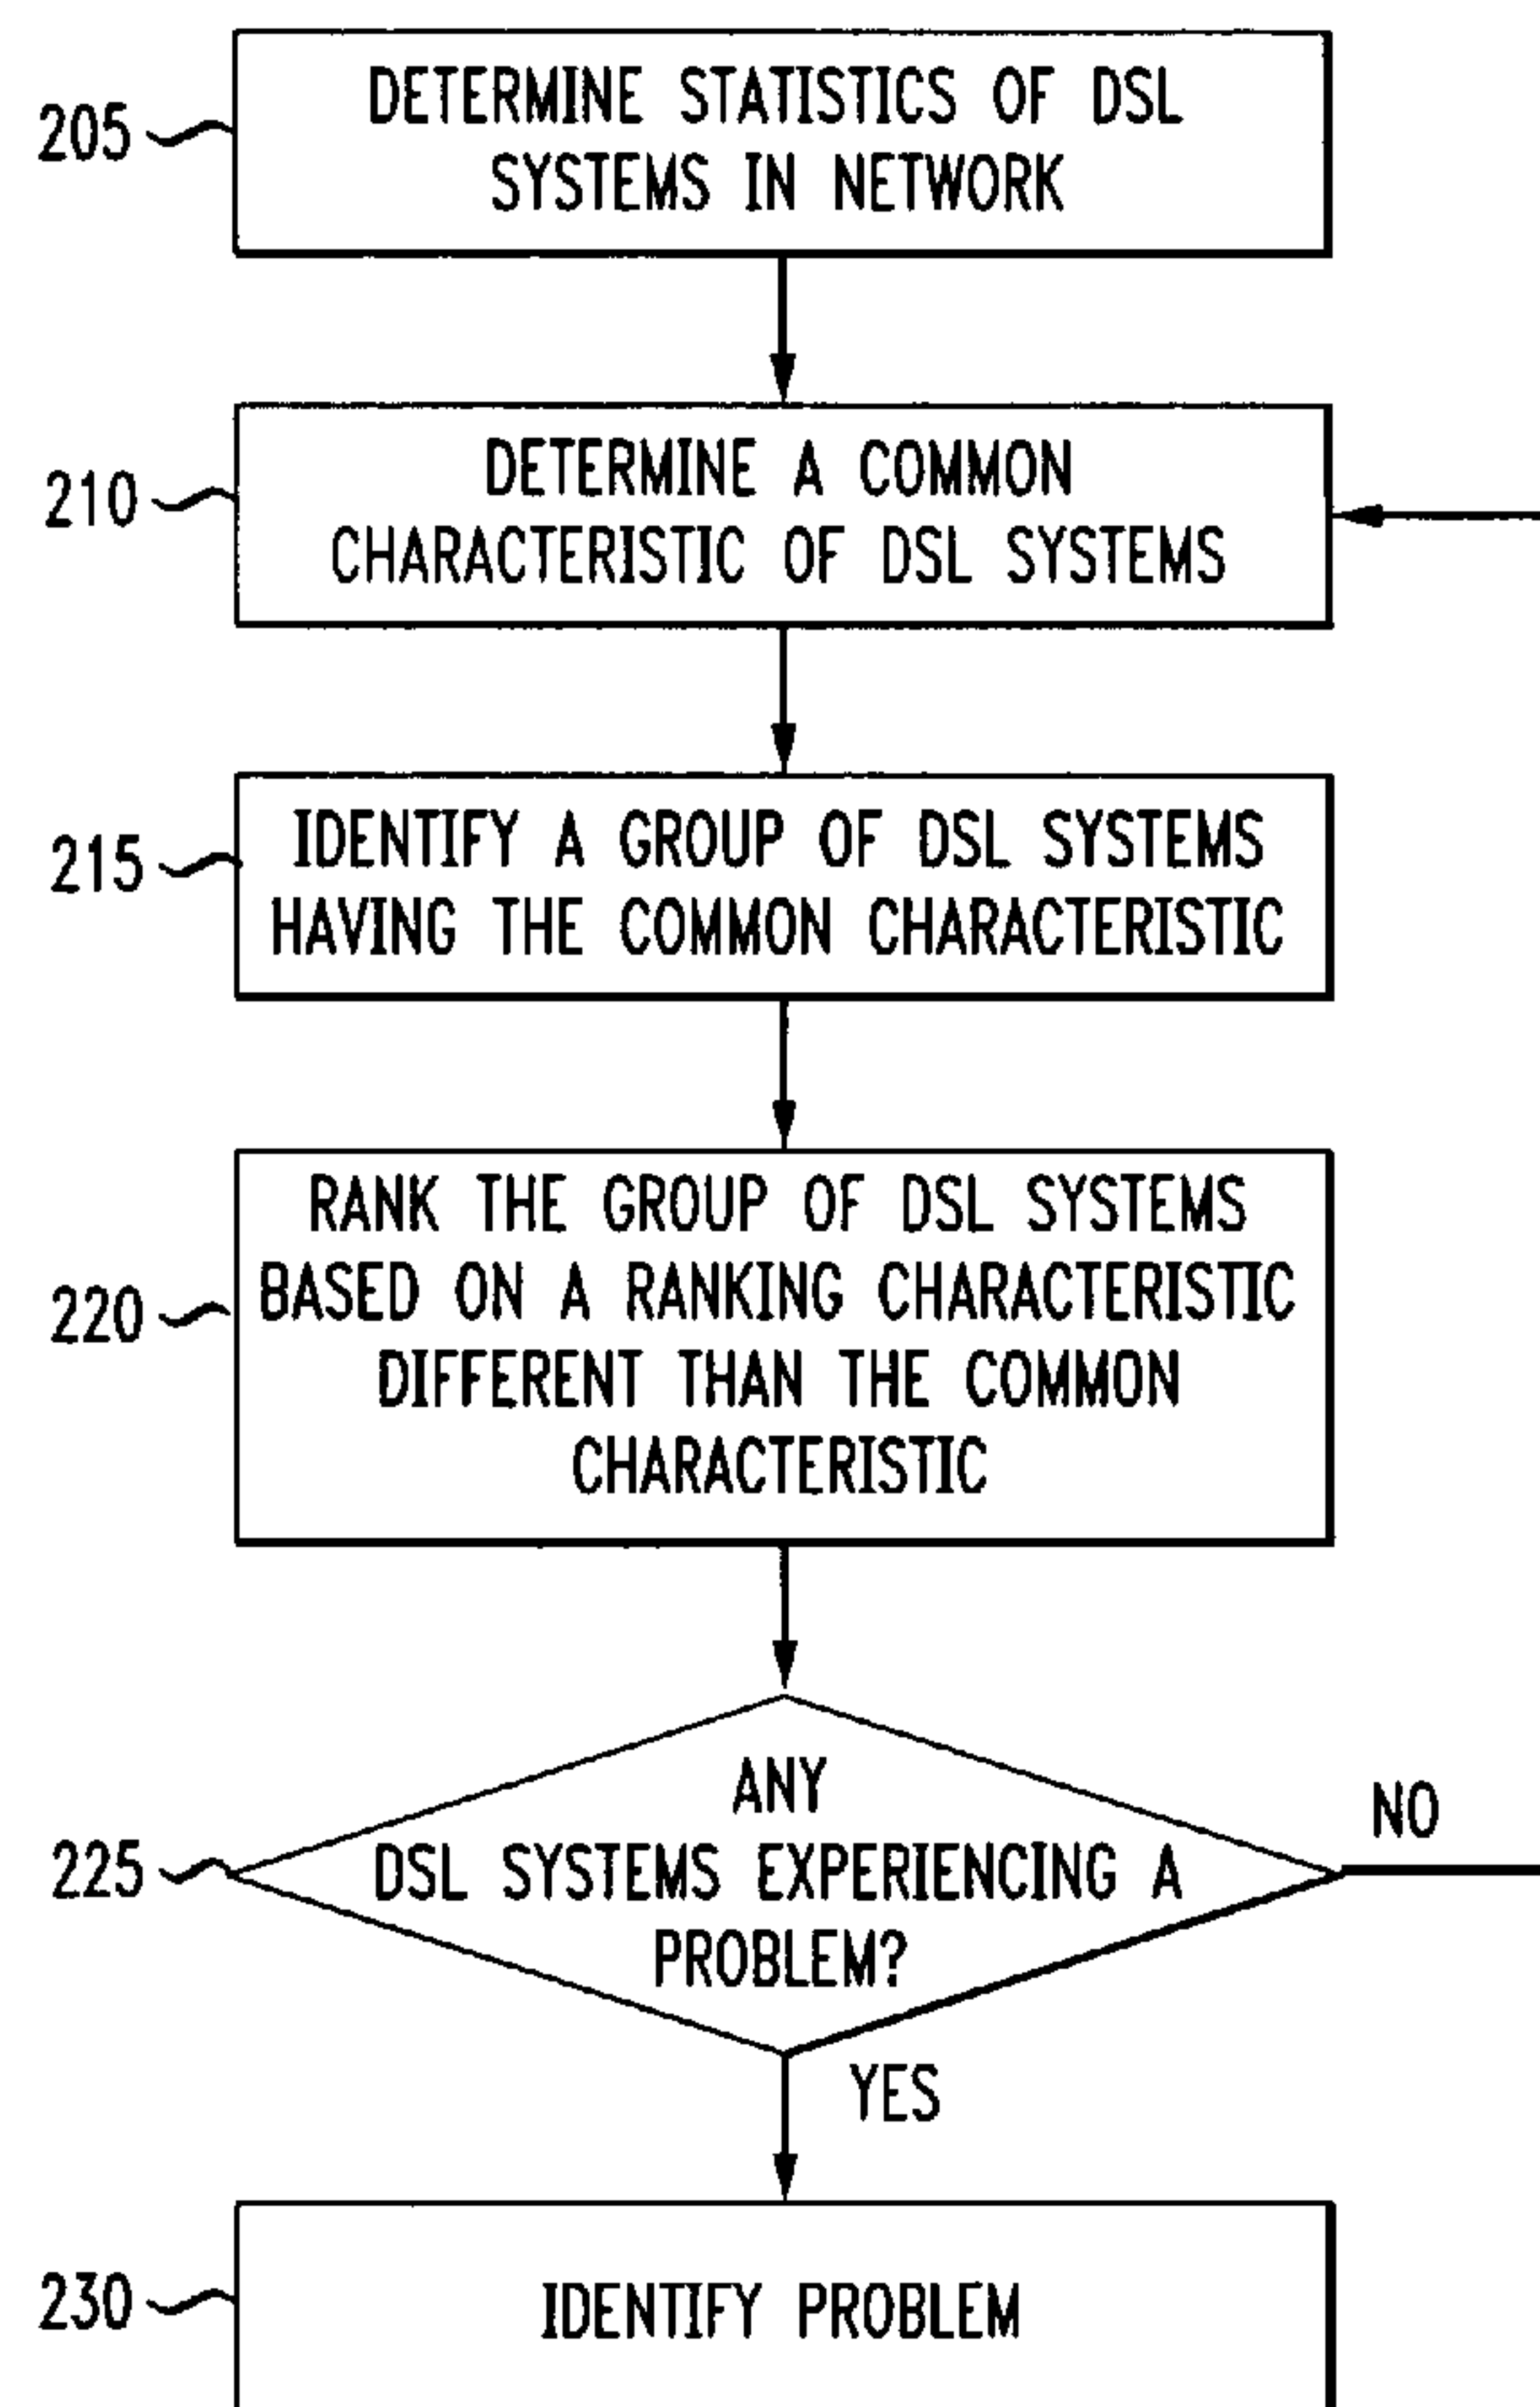 205
DETERMINE STATISTICS OF DSL
SYSTEMS IN NETWORK
210
DETERMINE A COMMON
CHARACTERISTIC OF DSL SYSTEMS
215
IDENTIFY A GROUP OF DSL SYSTEMS
HAVING THE COMMON CHARACTERISTIC
220
RANK THE GROUP OF DSL SYSTEMS
BASED ON A RANKING CHARACTERISTIC
DIFFERENT THAN THE COMMON
CHARACTERISTIC
225
ANY
DSL SYSTEMS EXPERIENCING A
PROBLEM?
NO
YES
230
IDENTIFY PROBLEM